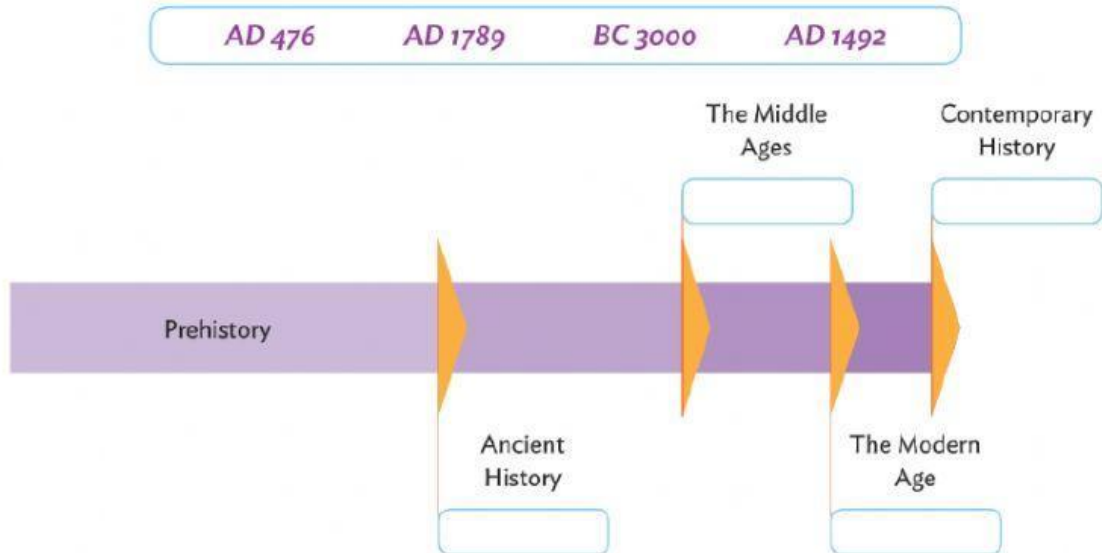 AD 476 AD 1789 BC 3000 AD 1492
The Middle
Ages
Contemporary
History
Prehistory
Ancient
History
The Modern
Age